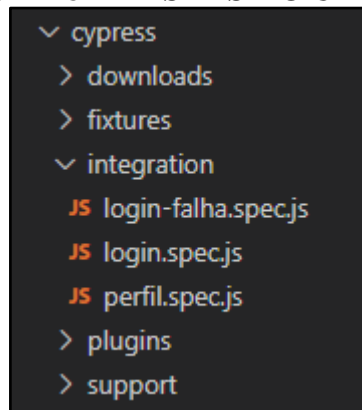 cypress
downloads
fixtures
integration
JS login-falha.spec.js
JS login.spec.js
JS perfil.spec.js
plugins
support